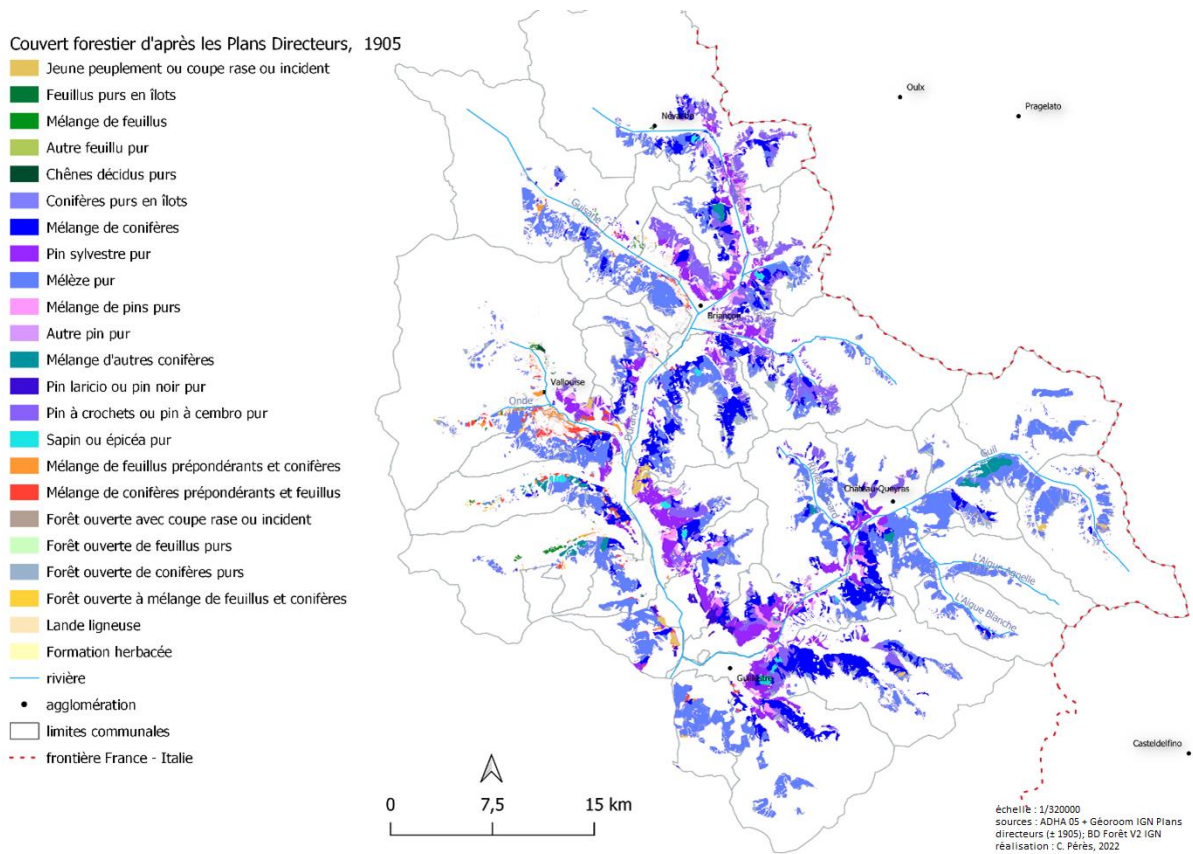 Couvert forestier d'après les Plans Directeurs, 1905
Jeune peuplement ou coupe rase ou incident
Feuillus purs en îlots
Mélange de feuillus
Autre feuillu pur
Chênes décidus purs
Conifères purs en îlots
Mélange de conifères
Pin sylvestre pur
Mélèze pur
Mélange de pins purs
Autre pin pur
Mélange d'autres conifères
Pin laricio ou pin noir pur
Pin à crochets ou pin à cembro pur
Sapin ou épicéa pur
Mélange de feuillus prépondérants et conifères
Mélange de conifères prépondérants et feuillus
Forêt ouverte avec coupe rase ou incident
Forêt ouverte de feuillus purs
Forêt ouverte de conifères purs
Forêt ouverte à mélange de feuillus et conifères
Lande ligneuse
Formation herbacée
rivière
agglomération
limites communales
frontière France - Italie
Oulx
Pragelato
Névache
Guisane
Briançon
Vallouise
Onde
Durance
Guil
Château-Queyras
L'Aigue Agnelle
L'Aigue Blanche
Guillestre
Casteldelfino
0 7,5 15 km
échelle : 1/320000
sources : ADHA 05 + Géoroom IGN Plans
directeurs (± 1905); BD Forêt V2 IGN
réalisation : C. Pérès, 2022